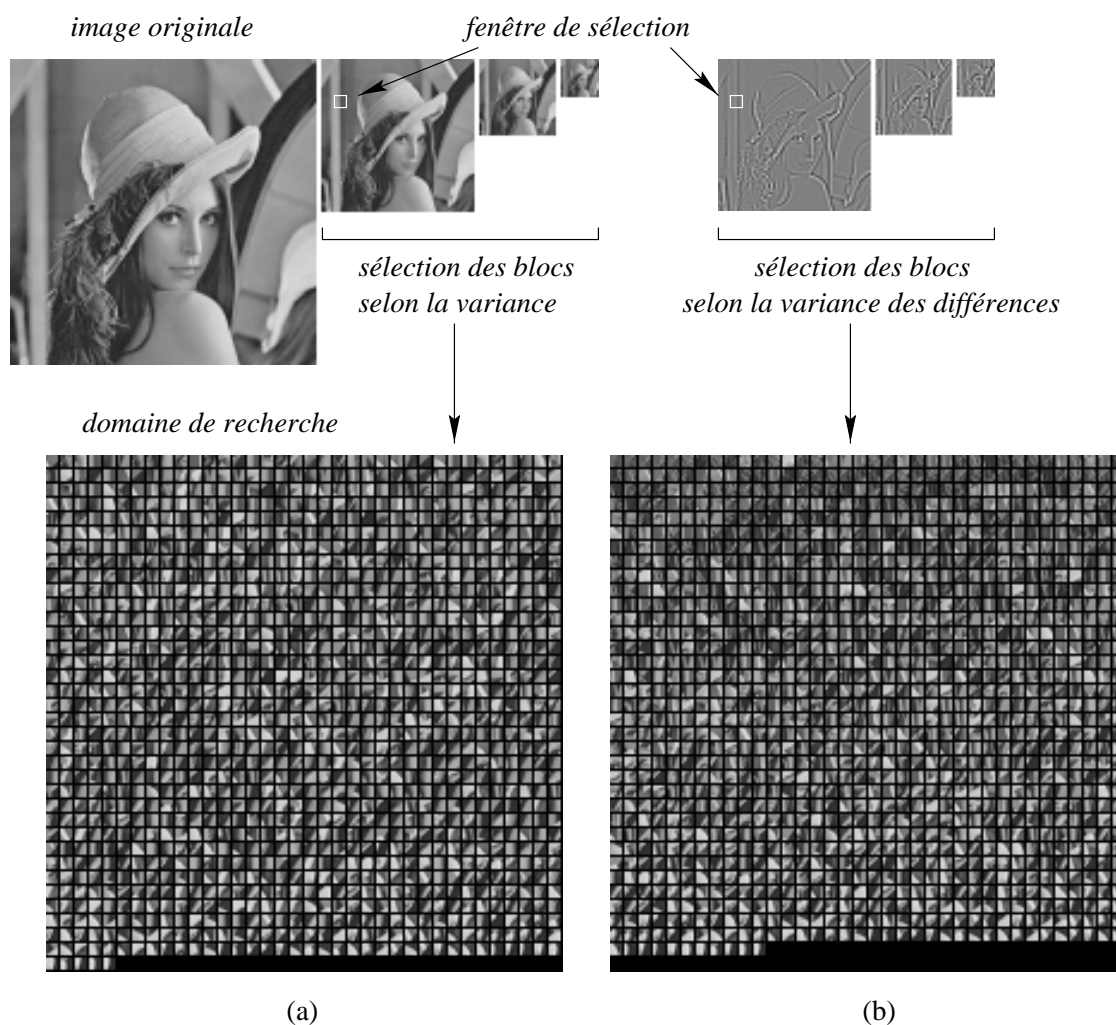 image originale
fenêtre de sélection
sélection des blocs
selon la variance
sélection des blocs
selon la variance des différences
domaine de recherche
(a)
(b)